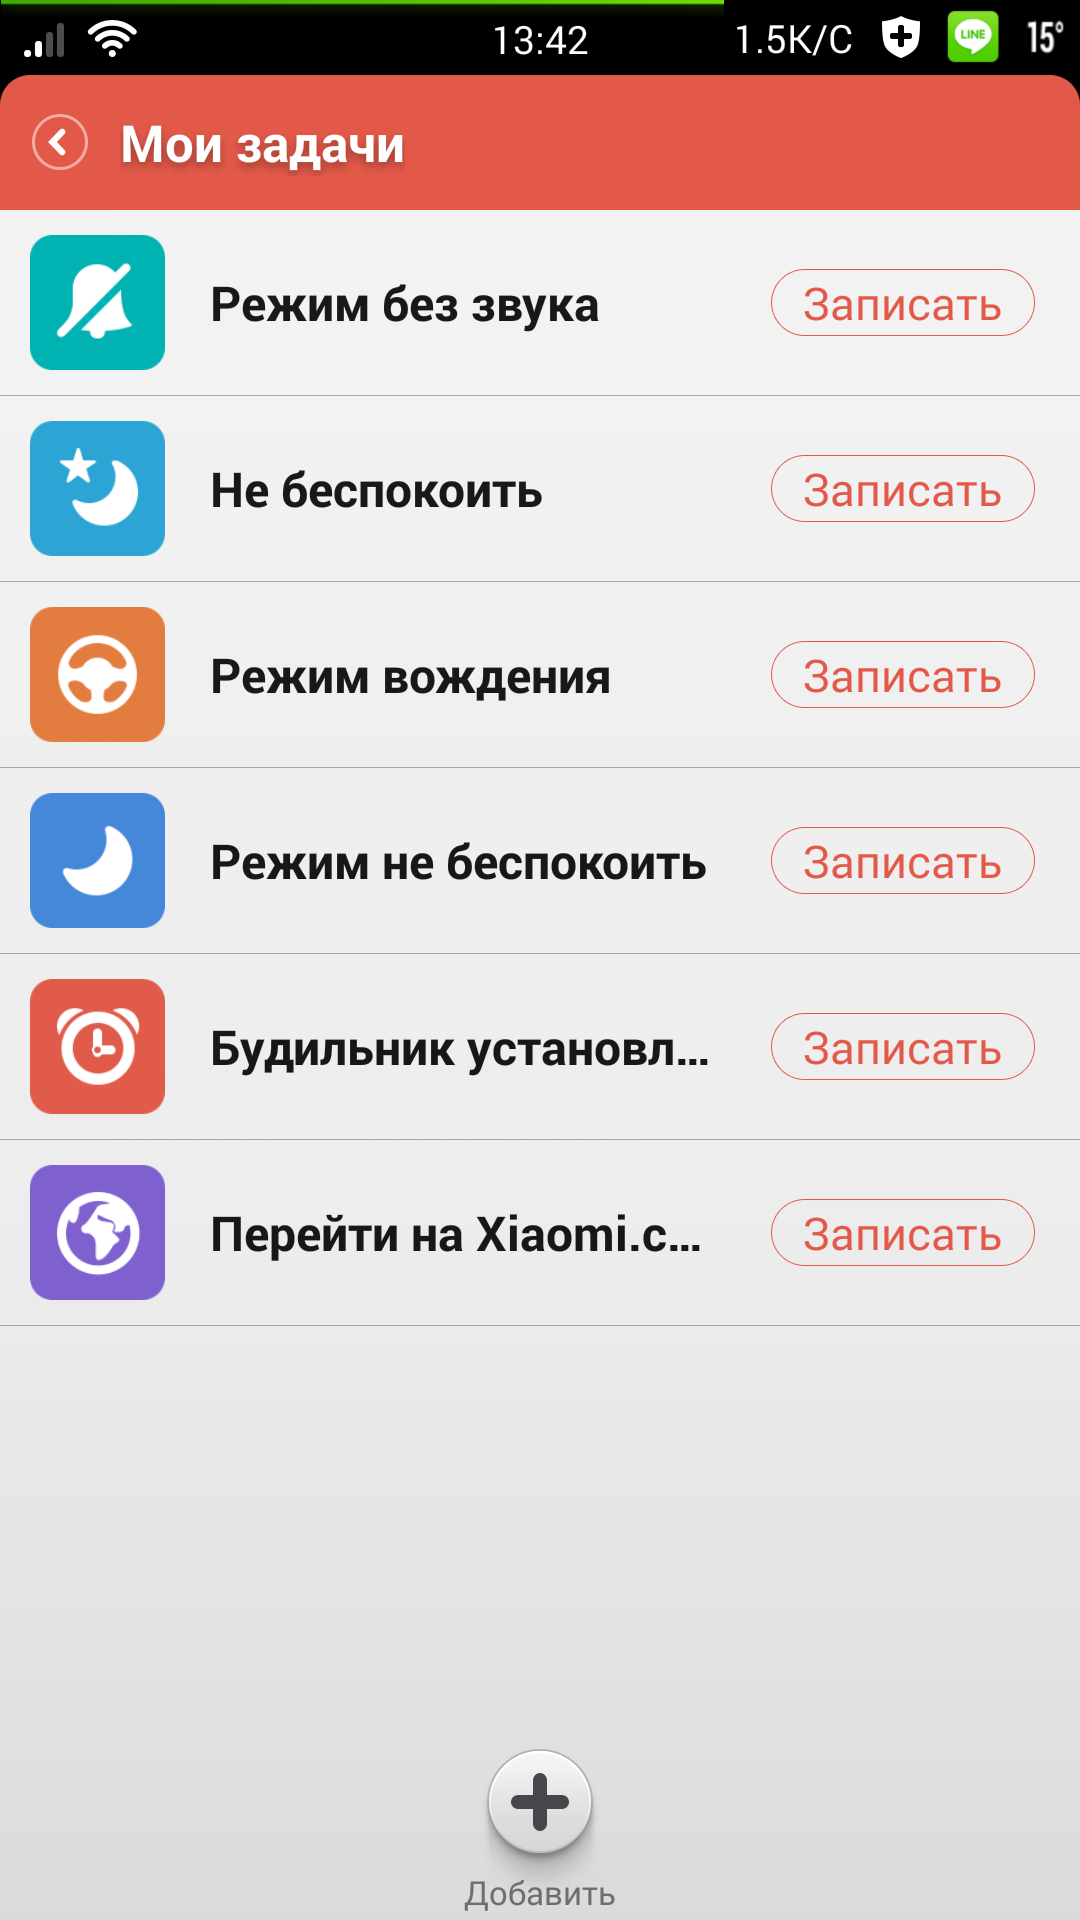 13:42 1.5K/C LINE 15°
Мои задачи
Режим без звука Записать
Не беспокоить Записать
Режим вождения Записать
Режим не беспокоить Записать
Будильник установл... Записать
Перейти на Xiaomi.c... Записать
Добавить